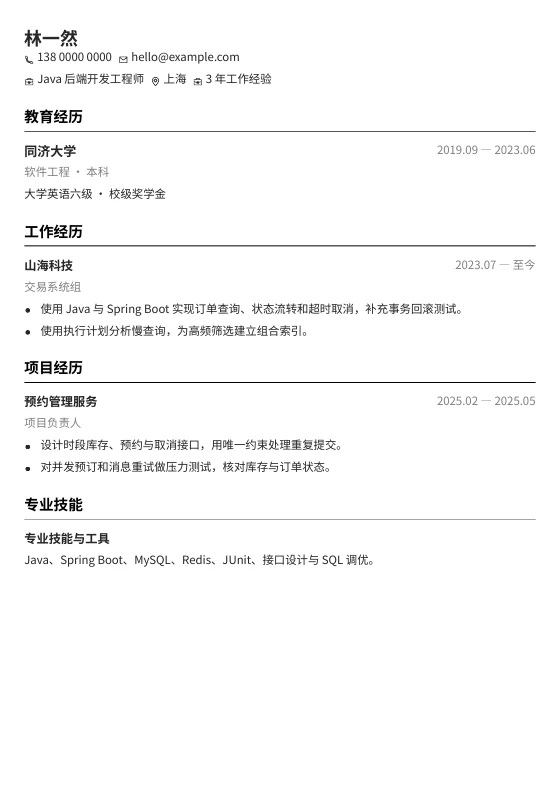 林一然
138 0000 0000 hello@example.com
Java 后端开发工程师 上海 3 年工作经验
教育经历
同济大学 2019.09 — 2023.06
软件工程 · 本科
大学英语六级 · 校级奖学金
工作经历
山海科技 2023.07 — 至今
交易系统组
• 使用 Java 与 Spring Boot 实现订单查询、状态流转和超时取消，补充事务回滚测试。
• 使用执行计划分析慢查询，为高频筛选建立组合索引。
项目经历
预约管理服务 2025.02 — 2025.05
项目负责人
• 设计时段库存、预约与取消接口，用唯一约束处理重复提交。
• 对并发预订和消息重试做压力测试，核对库存与订单状态。
专业技能
专业技能与工具
Java、Spring Boot、MySQL、Redis、JUnit、接口设计与 SQL 调优。